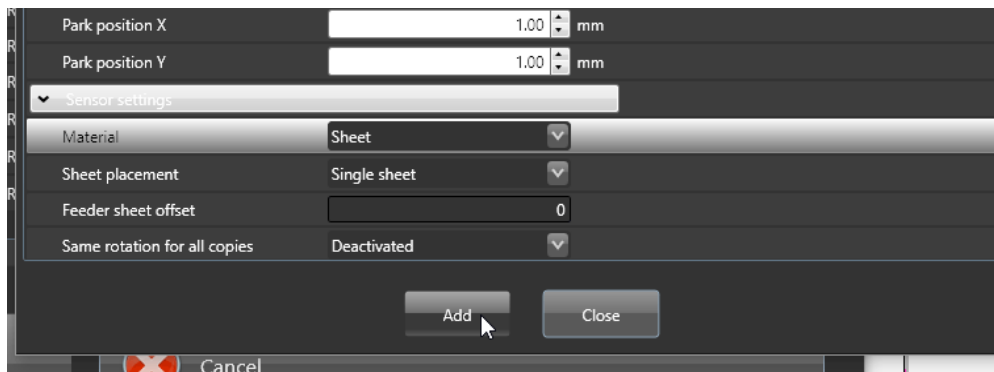 Park position X 1.00 mm
Park position Y 1.00 mm
Sensor settings
Material Sheet
Sheet placement Single sheet
Feeder sheet offset 0
Same rotation for all copies Deactivated
Add Close
Cancel